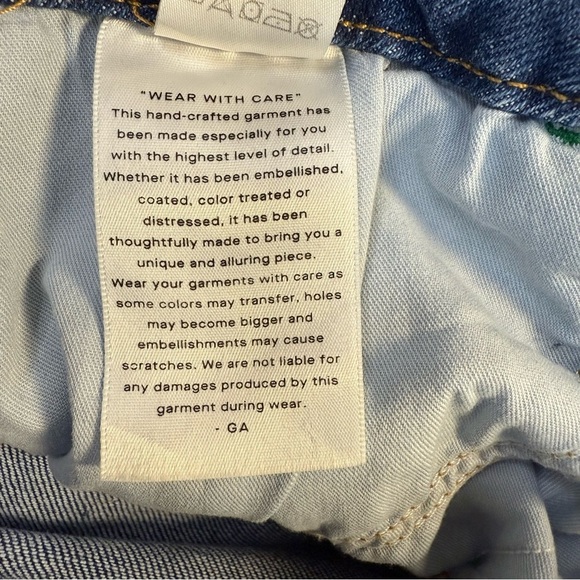 "WEAR WITH CARE"
This hand-crafted garment has
been made especially for you
with the highest level of detail.
Whether it has been embellished,
coated, color treated or
distressed, it has been
thoughtfully made to bring you a
unique and alluring piece.
Wear your garments with care as
some colors may transfer, holes
may become bigger and
embellishments may cause
scratches. We are not liable for
any damages produced by this
garment during wear.
- GA